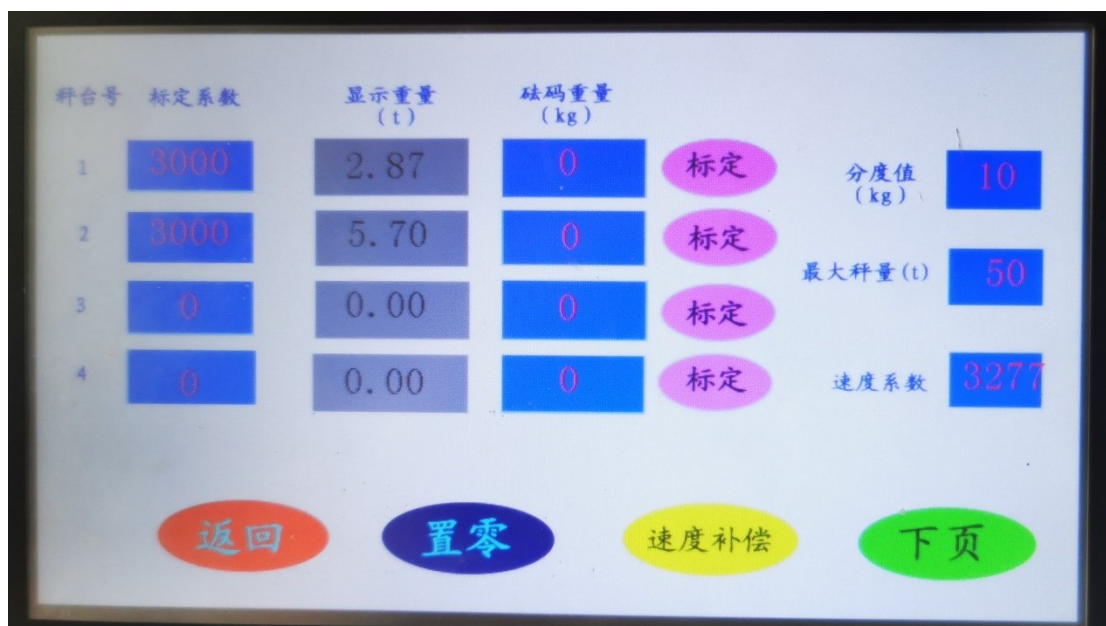 秤台号 标定系数 显示重量 砝码重量
(t) (kg)
1 3000 2.87 0 标定
分度值 10
(kg)
2 3000 5.70 0 标定
最大秤量(t) 50
3 0 0.00 0 标定
4 0 0.00 0 标定
速度系数 3277
返回 置零 速度补偿 下页